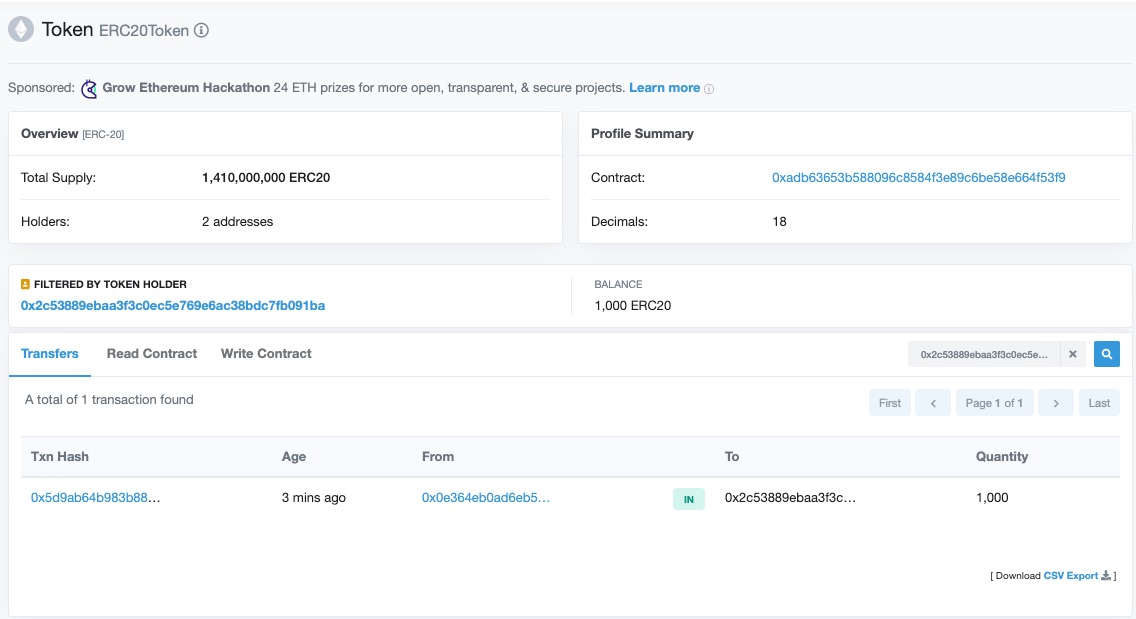 Token ERC20Token
Sponsored: Grow Ethereum Hackathon 24 ETH prizes for more open, transparent, & secure projects. Learn more
Overview [ERC-20]
Total Supply: 1,410,000,000 ERC20
Holders: 2 addresses
Profile Summary
Contract: 0xadb63653b588096c8584f3e89c6be58e664f53f9
Decimals: 18
FILTERED BY TOKEN HOLDER
0x2c53889ebaa3f3c0ec5e769e6ac38bdc7fb091ba
BALANCE
1,000 ERC20
Transfers Read Contract Write Contract
0x2c53889ebaa3f3c0ec5e...
A total of 1 transaction found
First Page 1 of 1 Last
Txn Hash Age From To Quantity
0x5d9ab64b983b88... 3 mins ago 0x0e364eb0ad6eb5... IN 0x2c53889ebaa3f3c... 1,000
[ Download CSV Export ]